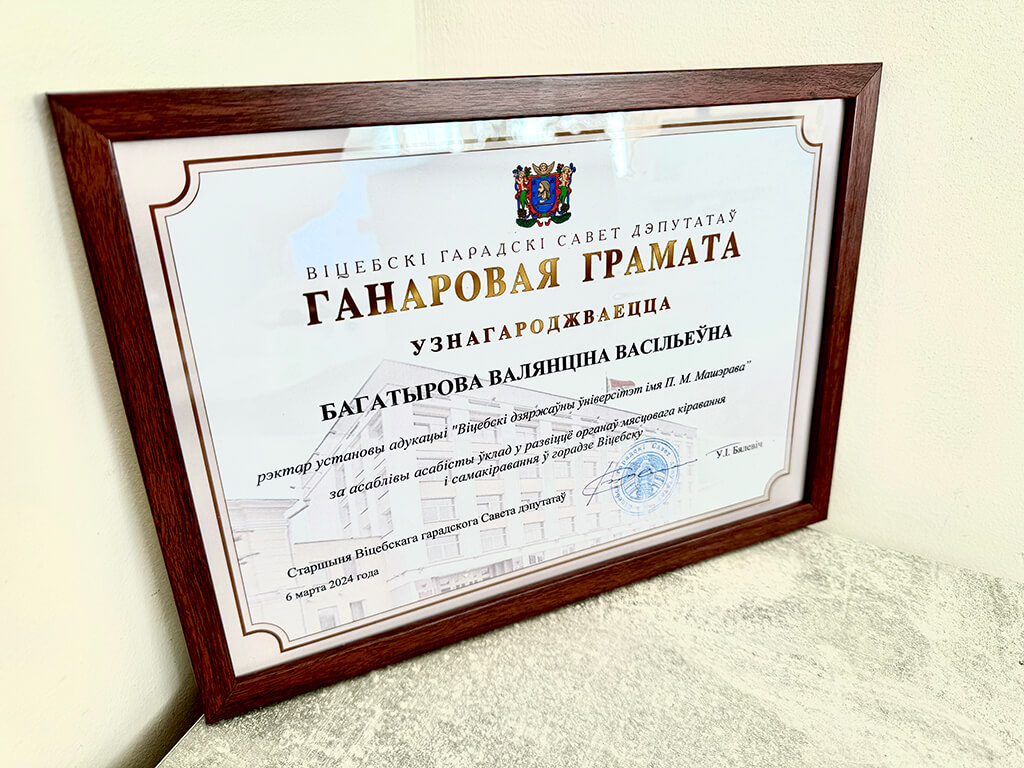 ВІЦЕБСКІ ГАРАДСКІ САВЕТ ДЭПУТАТАЎ
ГАНАРОВАЯ ГРАМАТА
УЗНАГАРОДЖВАЕЦЦА
БАГАТЫРОВА ВАЛЯНЦІНА ВАСІЛЬЕЎНА
рэктар установы адукацыі "Віцебскі дзяржаўны ўніверсітэт імя П. М. Машэрава"
за асаблівы асабісты ўклад у развіццё органаў мясцовага кіравання
і самакіравання ў горадзе Віцебску
Старшыня Віцебскага гарадскога Савета дэпутатаў У.І. Бялевіч
6 марта 2024 года